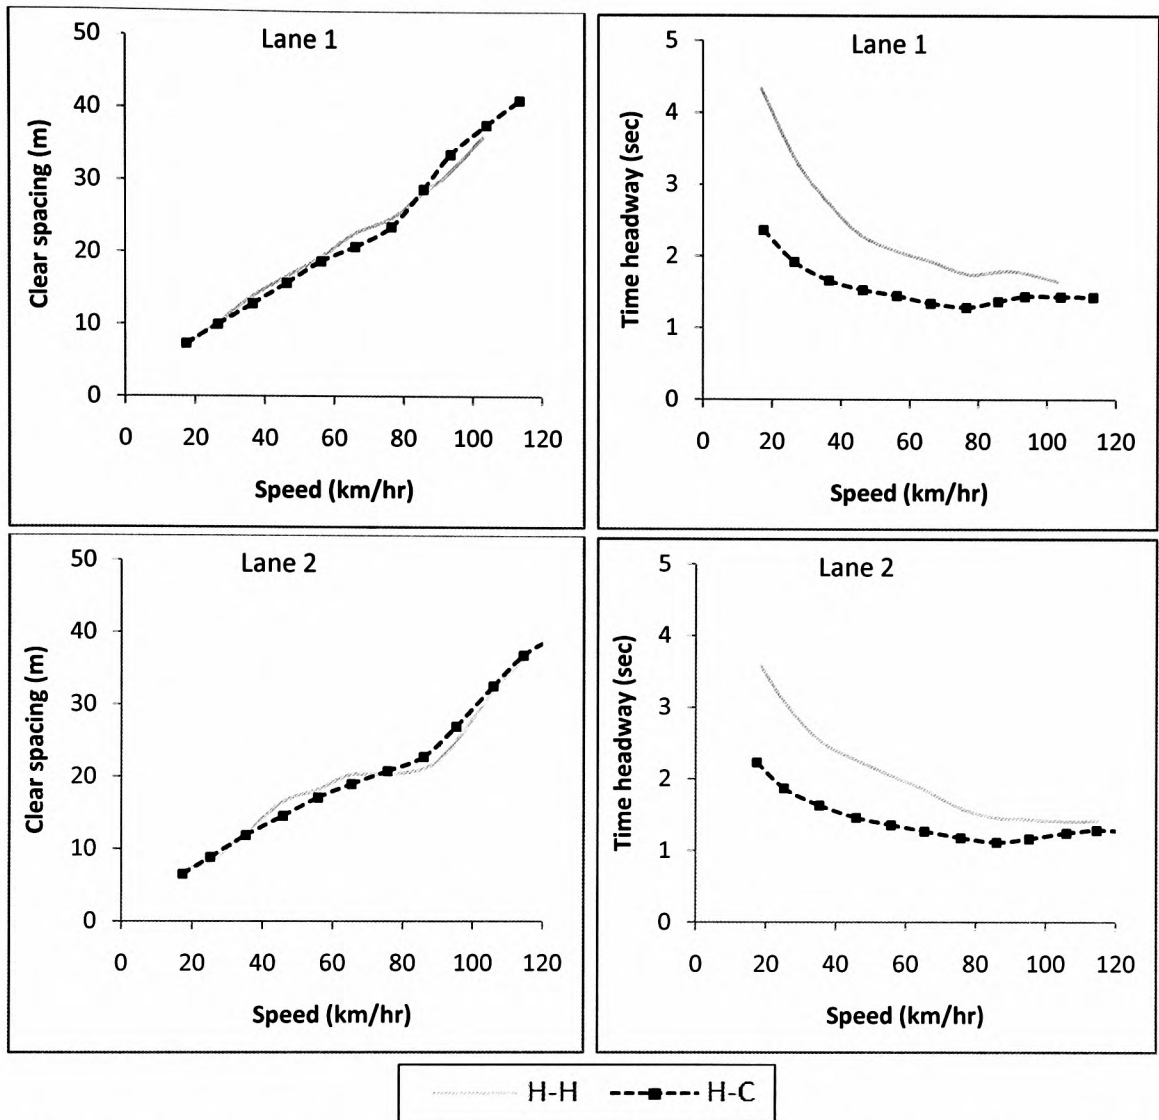 Lane 1
Clear spacing (m)
50
40
30
20
10
0
0 20 40 60 80 100 120
Speed (km/hr)
Lane 1
Time headway (sec)
5
4
3
2
1
0
0 20 40 60 80 100 120
Speed (km/hr)
Lane 2
Clear spacing (m)
50
40
30
20
10
0
0 20 40 60 80 100 120
Speed (km/hr)
Lane 2
Time headway (sec)
5
4
3
2
1
0
0 20 40 60 80 100 120
Speed (km/hr)
H-H H-C